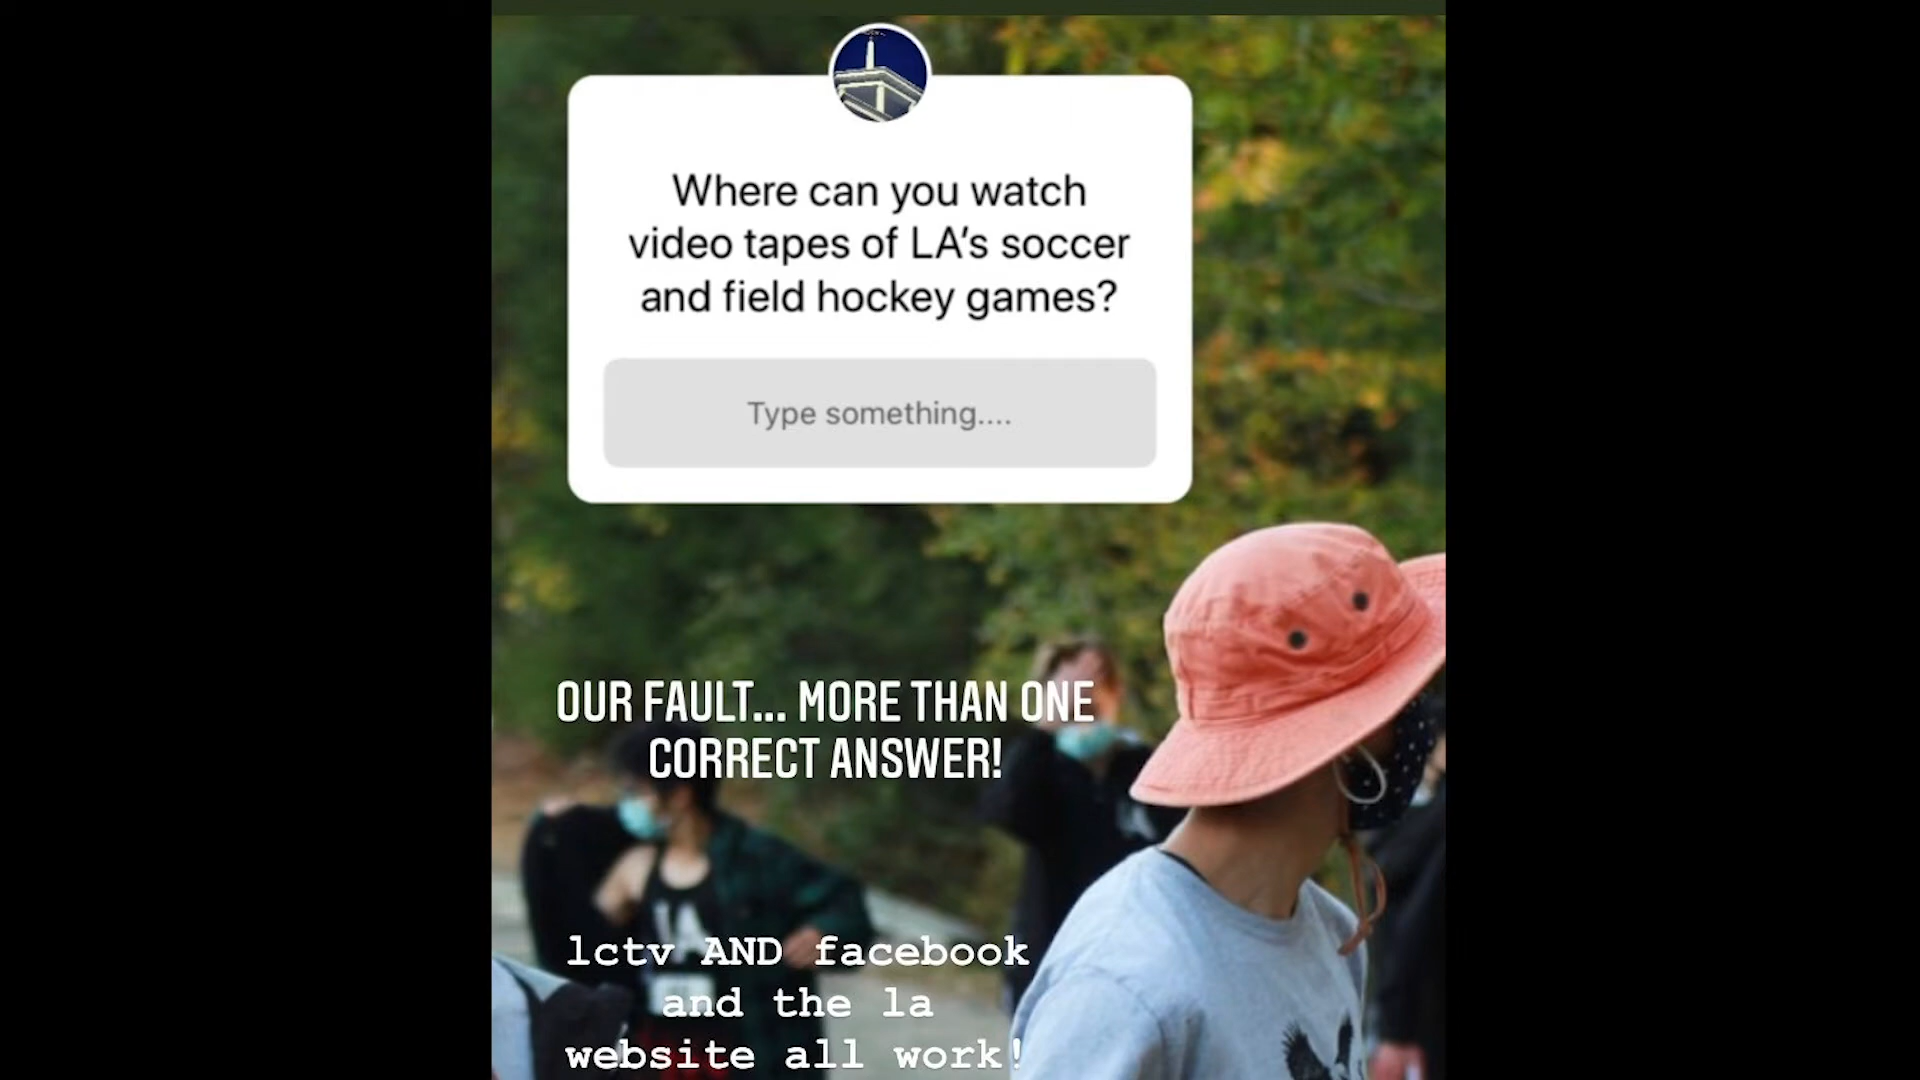 Where can you watch
video tapes of LA's soccer
and field hockey games?
Type something....
OUR FAULT... MORE THAN ONE
CORRECT ANSWER!
LA
lctv AND facebook
and the la
website all work!